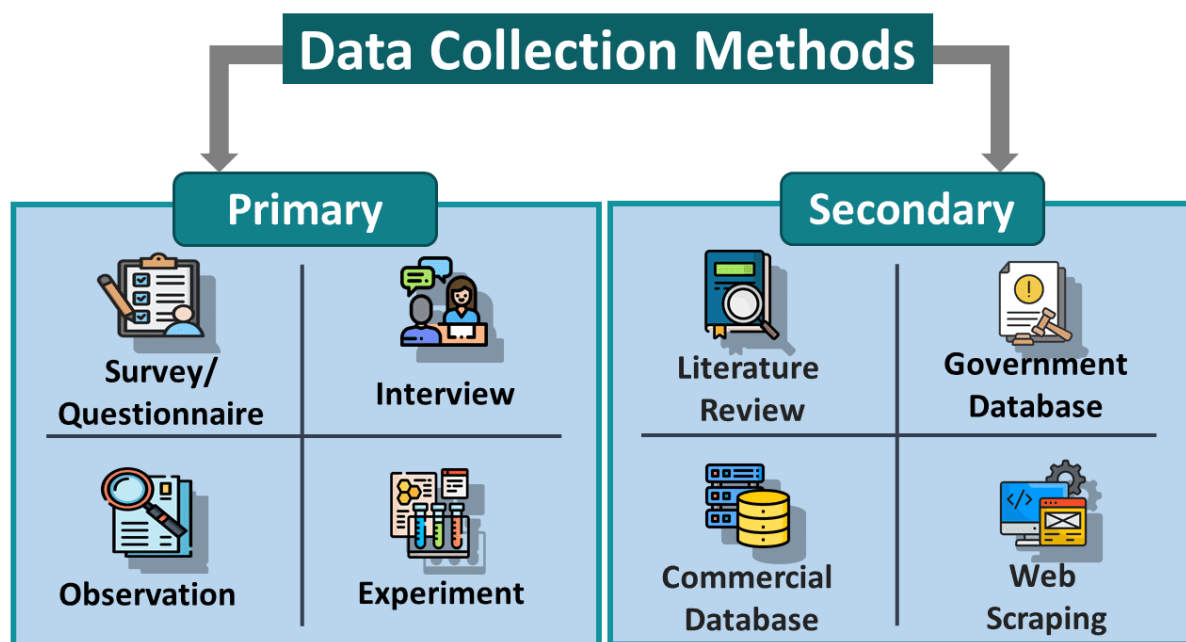 Data Collection Methods
Primary
Secondary
Survey/
Questionnaire
Interview
Literature
Review
Government
Database
Observation
Experiment
Commercial
Database
Web
Scraping